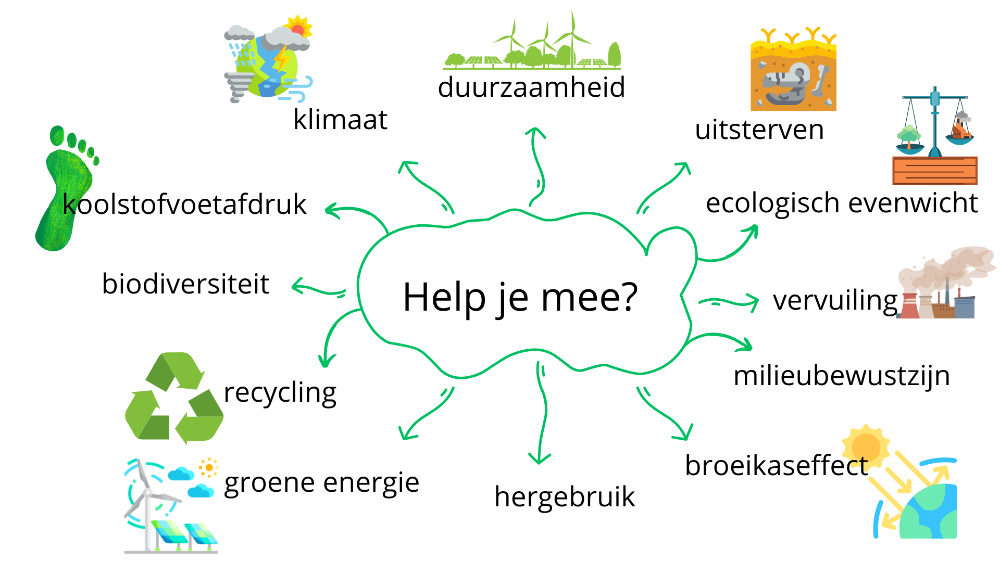 duurzaamheid
klimaat
uitsterven
koolstofvoetafdruk
ecologisch evenwicht
biodiversiteit
Help je mee?
vervuiling
milieubewustzijn
recycling
broeikaseffect
groene energie
hergebruik